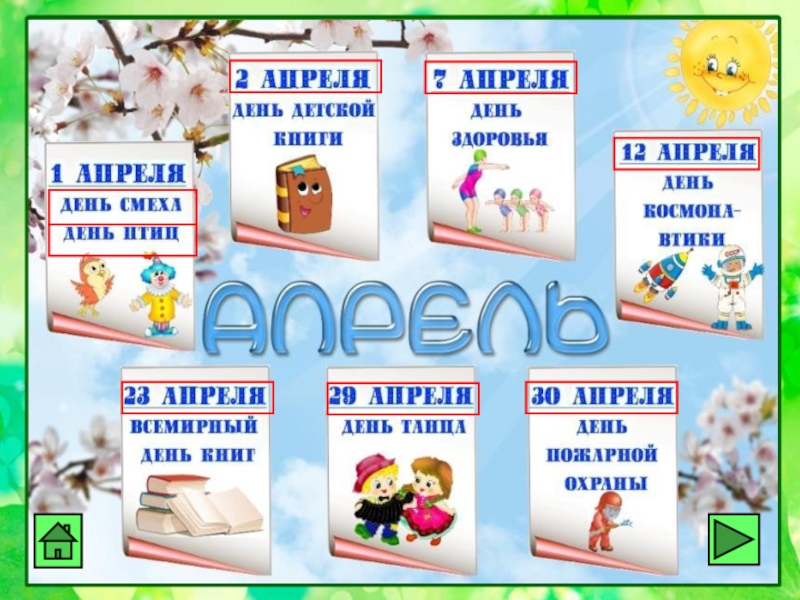 1 АПРЕЛЯ
ДЕНЬ СМЕХА
ДЕНЬ ПТИЦ
2 АПРЕЛЯ
ДЕНЬ ДЕТСКОЙ
КНИГИ
7 АПРЕЛЯ
ДЕНЬ
ЗДОРОВЬЯ
12 АПРЕЛЯ
ДЕНЬ
КОСМОНА-
ВТИКИ
СССР
АПРЕЛЬ
23 АПРЕЛЯ
ВСЕМИРНЫЙ
ДЕНЬ КНИГ
29 АПРЕЛЯ
ДЕНЬ ТАНЦА
30 АПРЕЛЯ
ДЕНЬ
ПОЖАРНОЙ
ОХРАНЫ